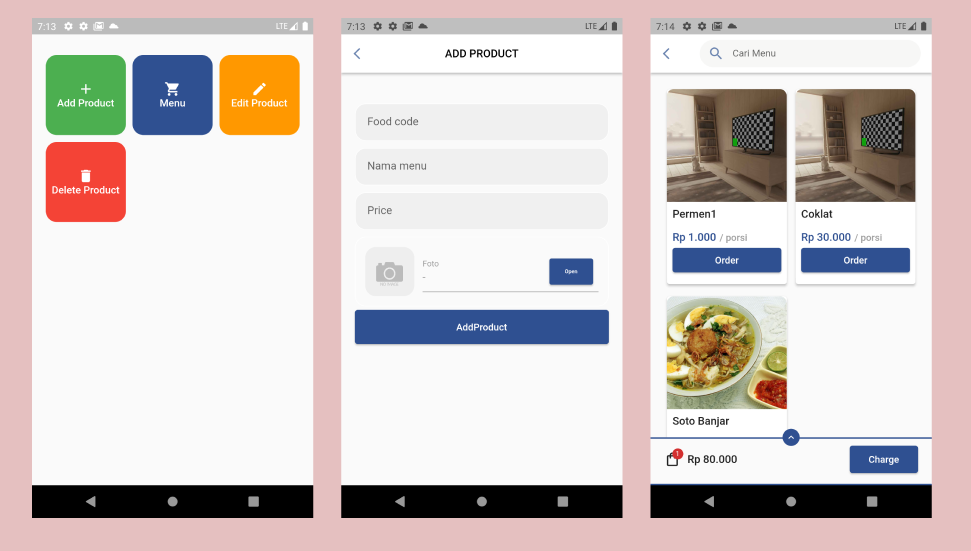 7:13
LTE
Add Product
Menu
Edit Product
Delete Product
7:13
LTE
ADD PRODUCT
Food code
Nama menu
Price
Foto
-
Open
AddProduct
7:14
LTE
Cari Menu
Permen1
Rp 1.000 / porsi
Order
Coklat
Rp 30.000 / porsi
Order
Soto Banjar
1
Rp 80.000
Charge